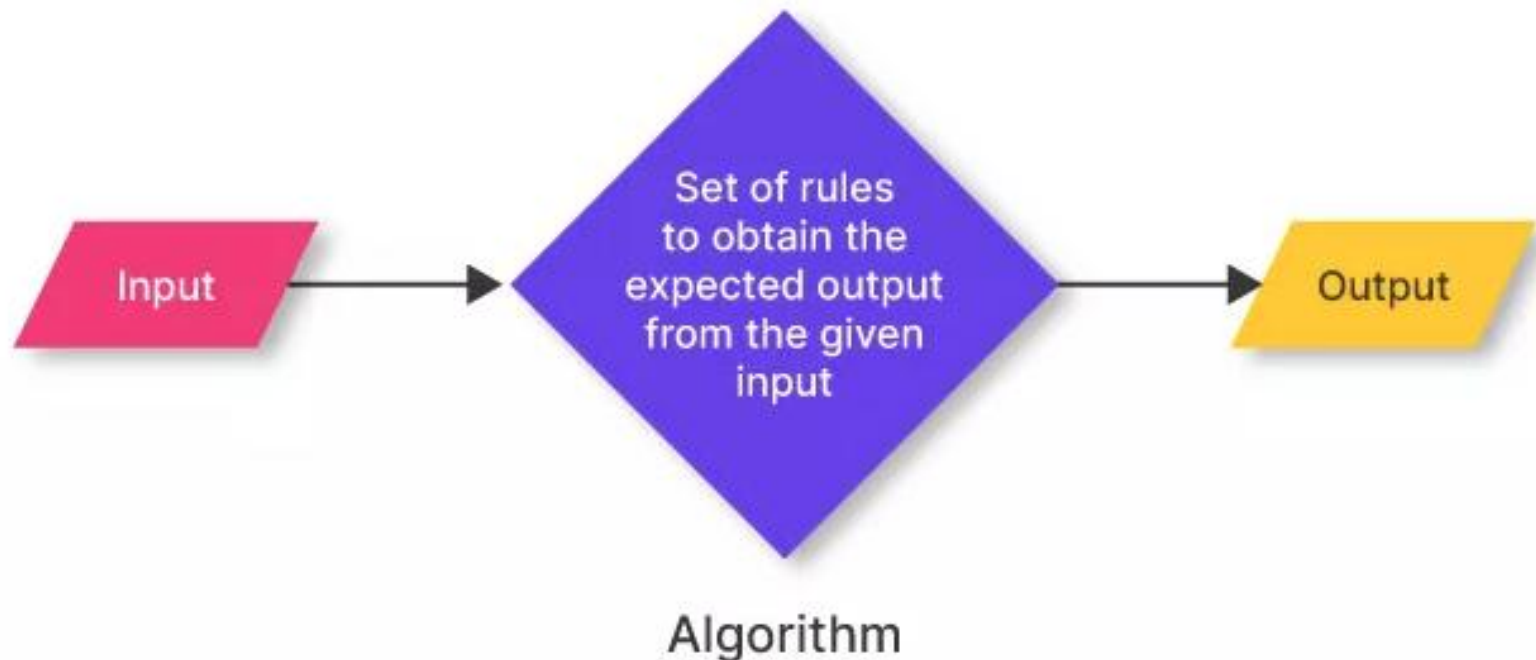 Input
Set of rules
to obtain the
expected output
from the given
input
Output
Algorithm